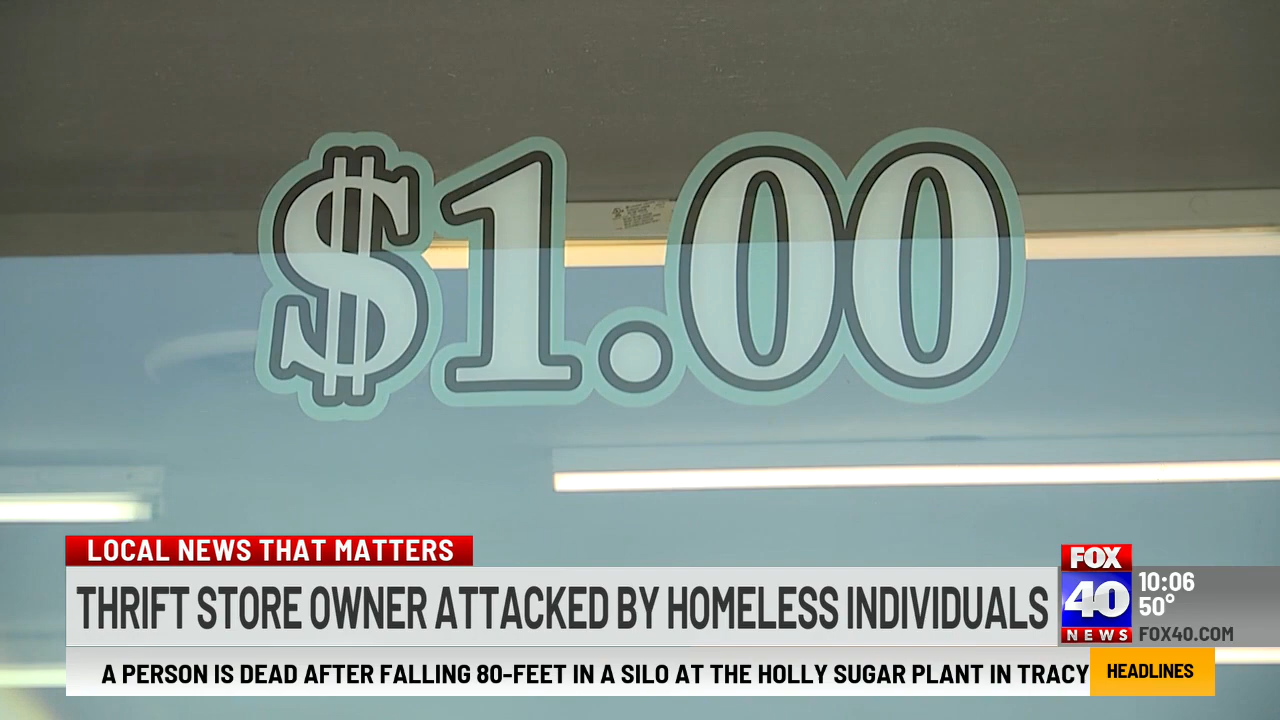 $1.00
LOCAL NEWS THAT MATTERS
THRIFT STORE OWNER ATTACKED BY HOMELESS INDIVIDUALS
FOX
40
NEWS
10:06
50°
FOX40.COM
A PERSON IS DEAD AFTER FALLING 80-FEET IN A SILO AT THE HOLLY SUGAR PLANT IN TRACY
HEADLINES